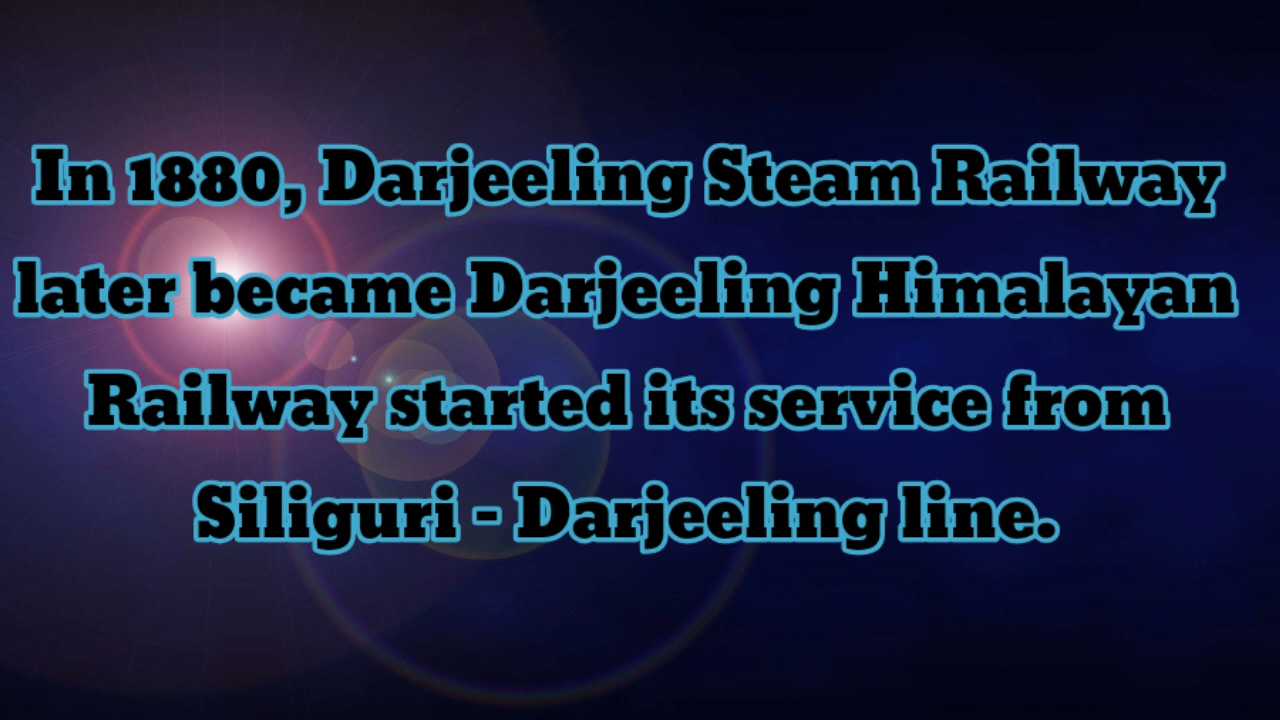 In 1880, Darjeeling Steam Railway
later became Darjeeling Himalayan
Railway started its service from
Siliguri - Darjeeling line.